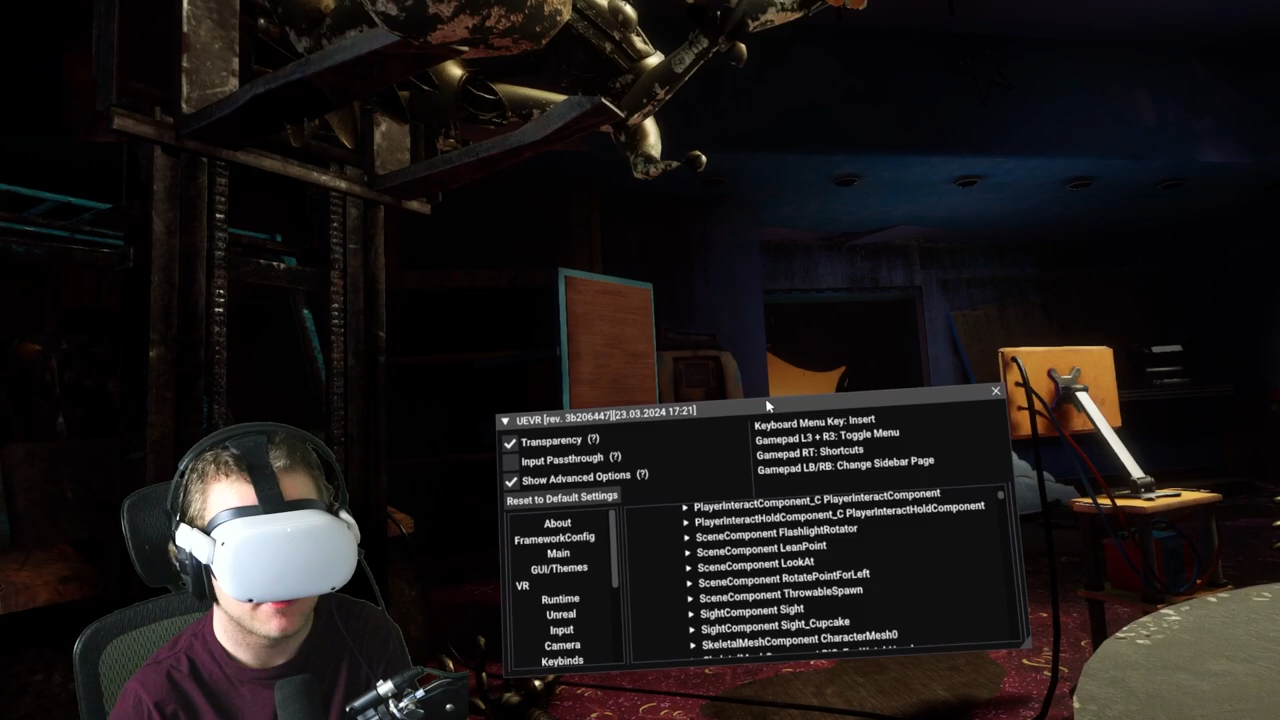 UEVR [rev. 3b206447][23.03.2024 17:21]
Transparency (?)
Input Passthrough (?)
Show Advanced Options (?)
Reset to Default Settings
Keyboard Menu Key: Insert
Gamepad L3 + R3: Toggle Menu
Gamepad RT: Shortcuts
Gamepad LB/RB: Change Sidebar Page
About
FrameworkConfig
Main
GUI/Themes
VR
Runtime
Unreal
Input
Camera
Keybinds
PlayerInteractComponent_C PlayerInteractComponent
PlayerInteractHoldComponent_C PlayerInteractHoldComponent
SceneComponent FlashlightRotator
SceneComponent LeanPoint
SceneComponent LookAt
SceneComponent RotatePointForLeft
SceneComponent ThrowableSpawn
SightComponent Sight
SightComponent Sight_Cupcake
SkeletalMeshComponent CharacterMesh0